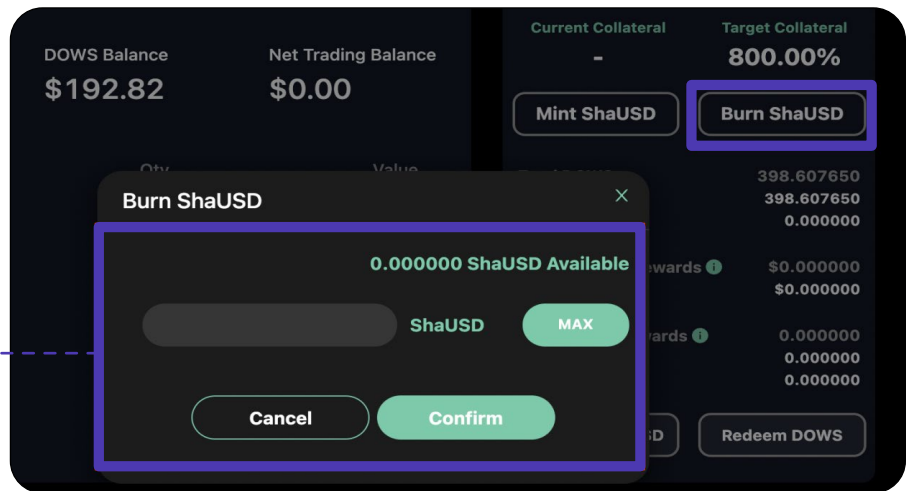 Current Collateral
Target Collateral
DOWS Balance
Net Trading Balance
-
800.00%
$192.82
$0.00
Mint ShaUSD
Burn ShaUSD
Qty
Value
398.607650
Burn ShaUSD
X
398.607650
0.000000
0.000000 ShaUSD Available
$0.000000
$0.000000
ShaUSD
MAX
0.000000
0.000000
0.000000
Cancel
Confirm
Redeem DOWS